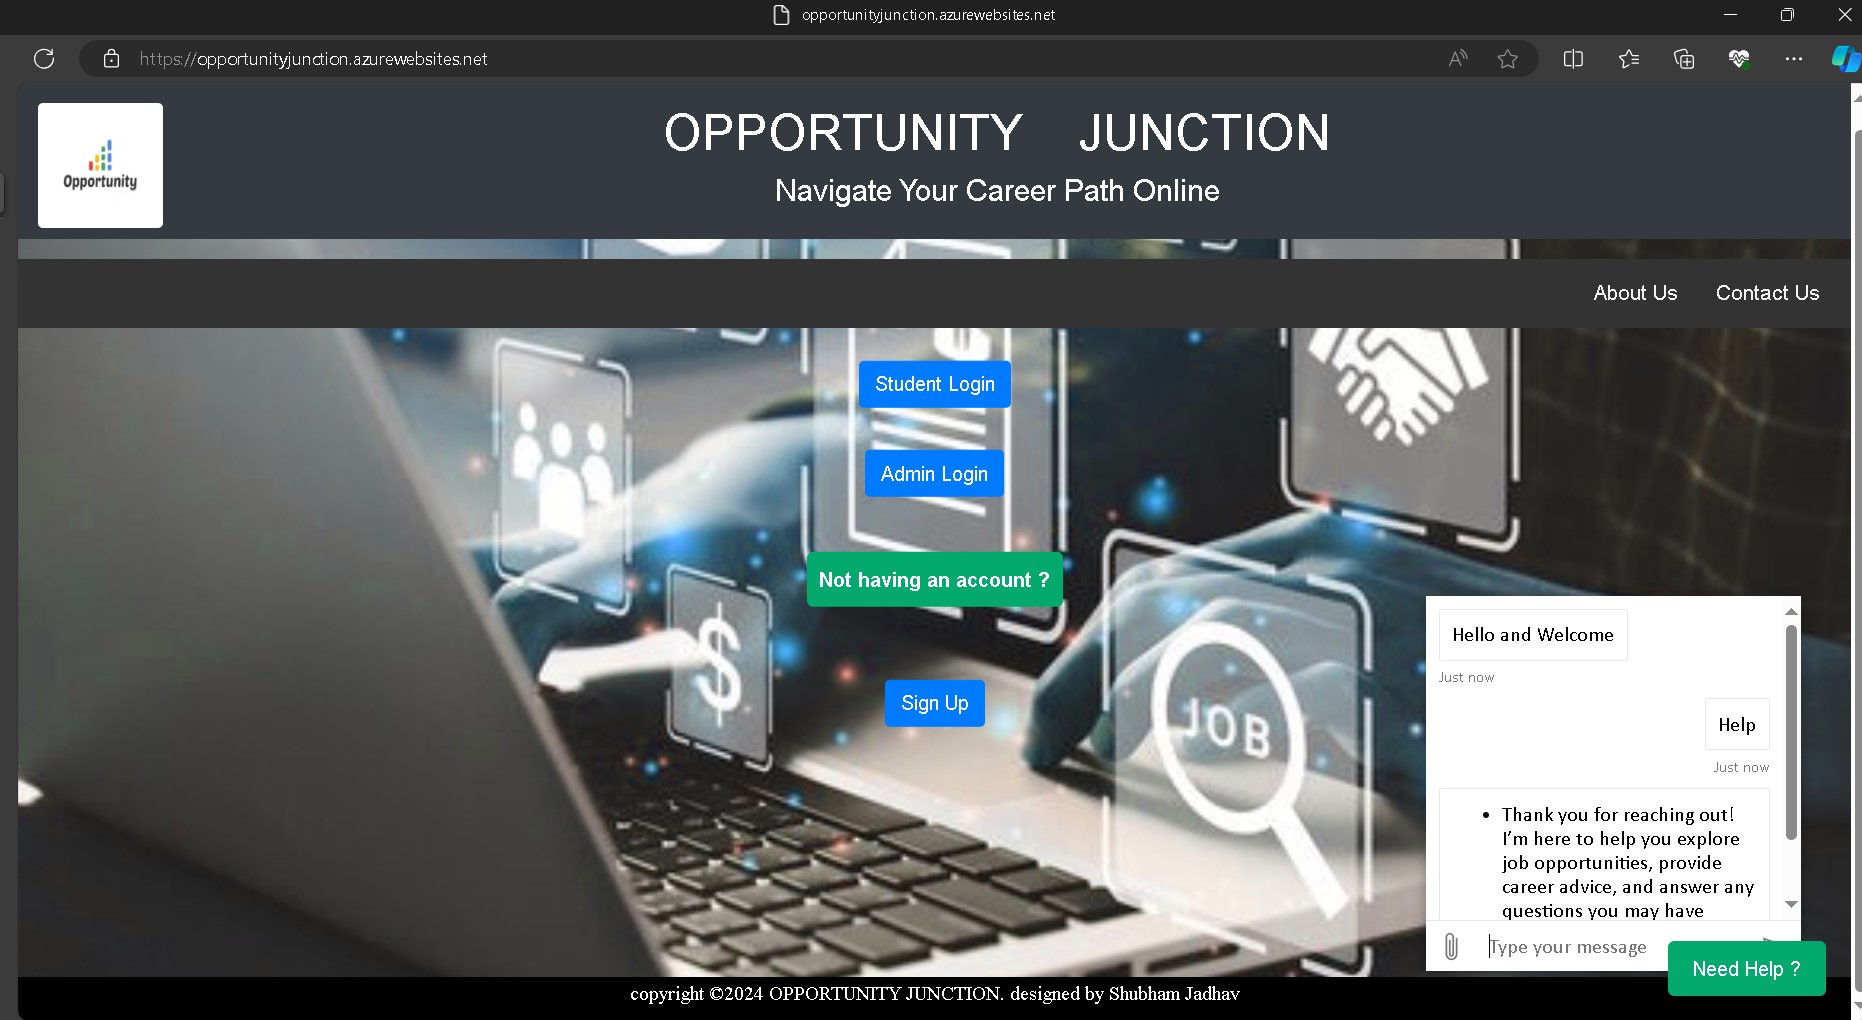 opportunityjunction.azurewebsites.net
https://opportunityjunction.azurewebsites.net
Opportunity
OPPORTUNITY JUNCTION
Navigate Your Career Path Online
About Us Contact Us
Student Login
Admin Login
Not having an account ?
Sign Up
$
JOB
Hello and Welcome
Just now
Help
Just now
• Thank you for reaching out!
I’m here to help you explore
job opportunities, provide
career advice, and answer any
questions you may have
Type your message
Need Help ?
copyright ©2024 OPPORTUNITY JUNCTION. designed by Shubham Jadhav